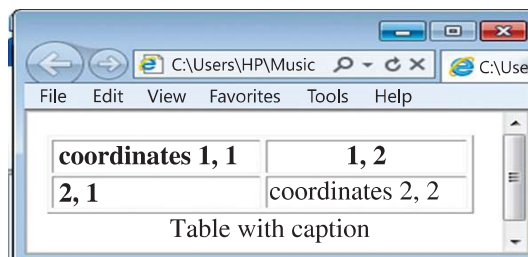 C:\Users\HP\Music
C:\Use
File Edit View Favorites Tools Help
coordinates 1, 1 1, 2
2, 1 coordinates 2, 2
Table with caption